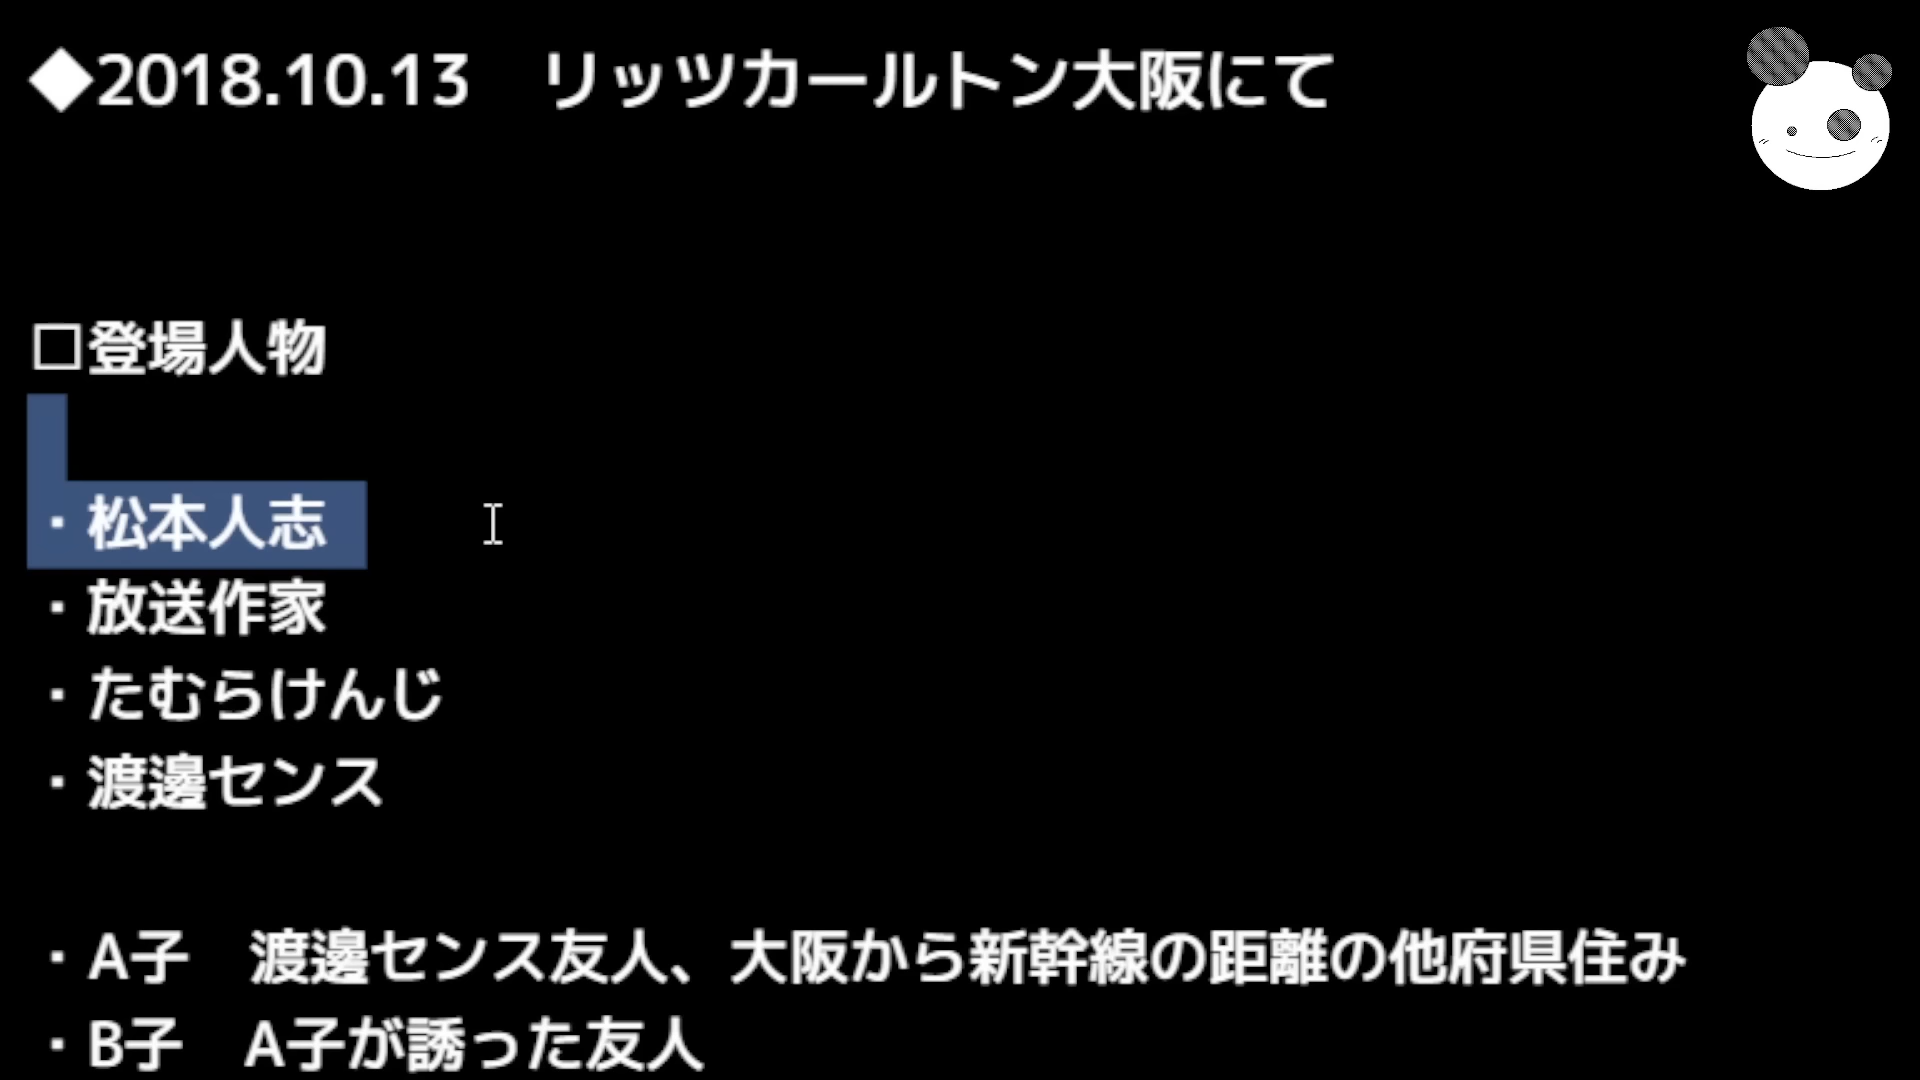 ◆2018.10.13　リッツカールトン大阪にて
□登場人物
・松本人志
・放送作家
・たむらけんじ
・渡邊センス
・A子　渡邊センス友人、大阪から新幹線の距離の他府県住み
・B子　A子が誘った友人